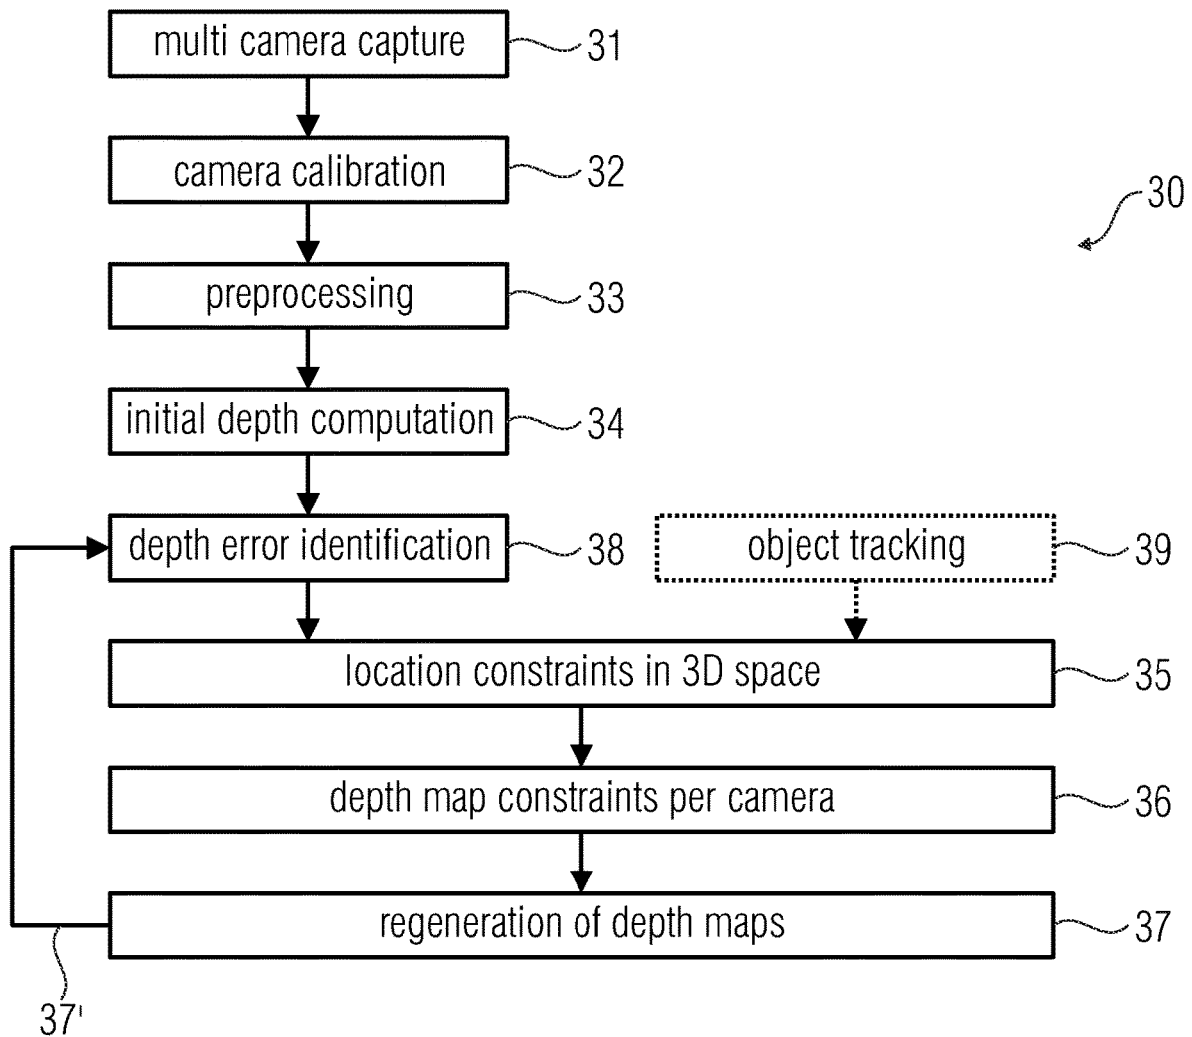 multi camera capture 31
camera calibration 32
30
preprocessing 33
initial depth computation 34
depth error identification 38
object tracking 39
location constraints in 3D space 35
depth map constraints per camera 36
regeneration of depth maps 37
37'